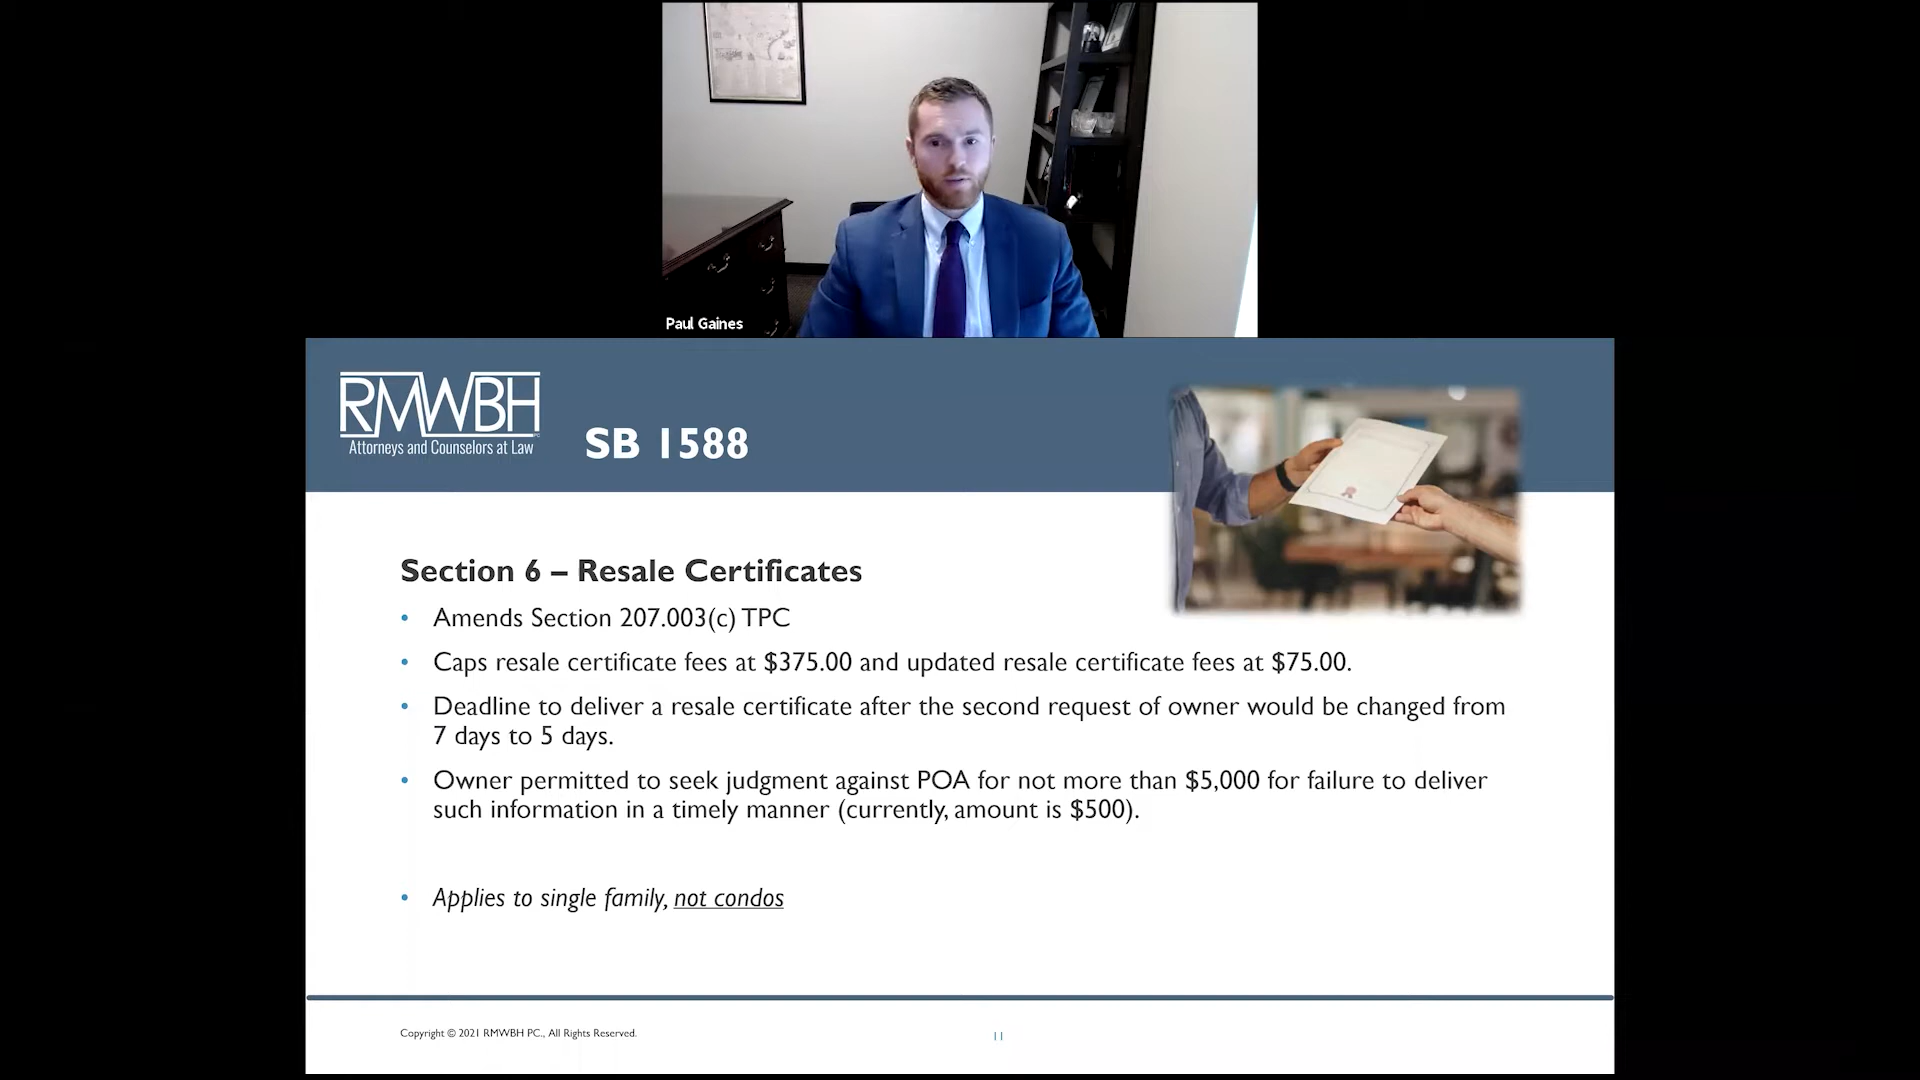 Paul Gaines
RMWBH
Attorneys and Counselors at Law
SB 1588
Section 6 – Resale Certificates
• Amends Section 207.003(c) TPC
• Caps resale certificate fees at $375.00 and updated resale certificate fees at $75.00.
• Deadline to deliver a resale certificate after the second request of owner would be changed from
7 days to 5 days.
• Owner permitted to seek judgment against POA for not more than $5,000 for failure to deliver
such information in a timely manner (currently, amount is $500).
• Applies to single family, not condos
Copyright © 2021 RMWBH PC., All Rights Reserved.
11